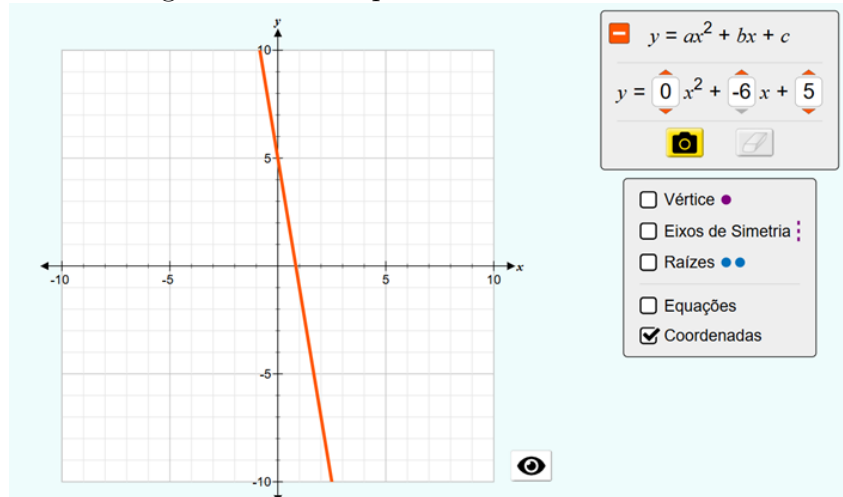 y
10
5
-10
-5
5
10
x
-5
-10
y = ax² + bx + c
y = 0 x² + -6 x + 5
Vértice
Eixos de Simetria
Raízes
Equações
Coordenadas